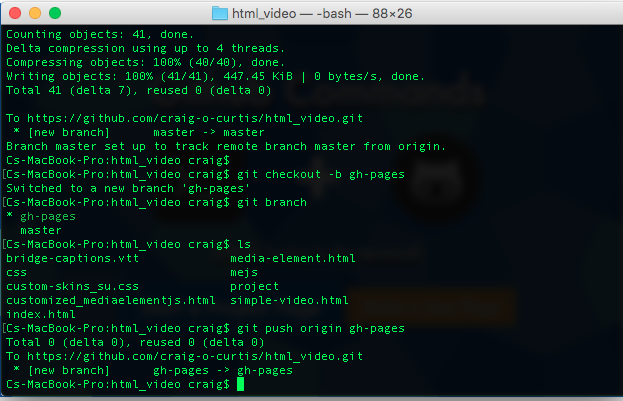 html_video — -bash — 88×26
Counting objects: 41, done.
Delta compression using up to 4 threads.
Compressing objects: 100% (40/40), done.
Writing objects: 100% (41/41), 447.45 KiB | 0 bytes/s, done.
Total 41 (delta 7), reused 0 (delta 0)
To https://github.com/craig-o-curtis/html_video.git
 * [new branch]      master -> master
Branch master set up to track remote branch master from origin.
Cs-MacBook-Pro:html_video craig$
[Cs-MacBook-Pro:html_video craig$ git checkout -b gh-pages
Switched to a new branch 'gh-pages'
[Cs-MacBook-Pro:html_video craig$ git branch
* gh-pages
  master
[Cs-MacBook-Pro:html_video craig$ ls
bridge-captions.vtt             media-element.html
css                             mejs
custom-skins_su.css             project
customized_mediaelementjs.html  simple-video.html
index.html
[Cs-MacBook-Pro:html_video craig$ git push origin gh-pages
Total 0 (delta 0), reused 0 (delta 0)
To https://github.com/craig-o-curtis/html_video.git
 * [new branch]      gh-pages -> gh-pages
Cs-MacBook-Pro:html_video craig$